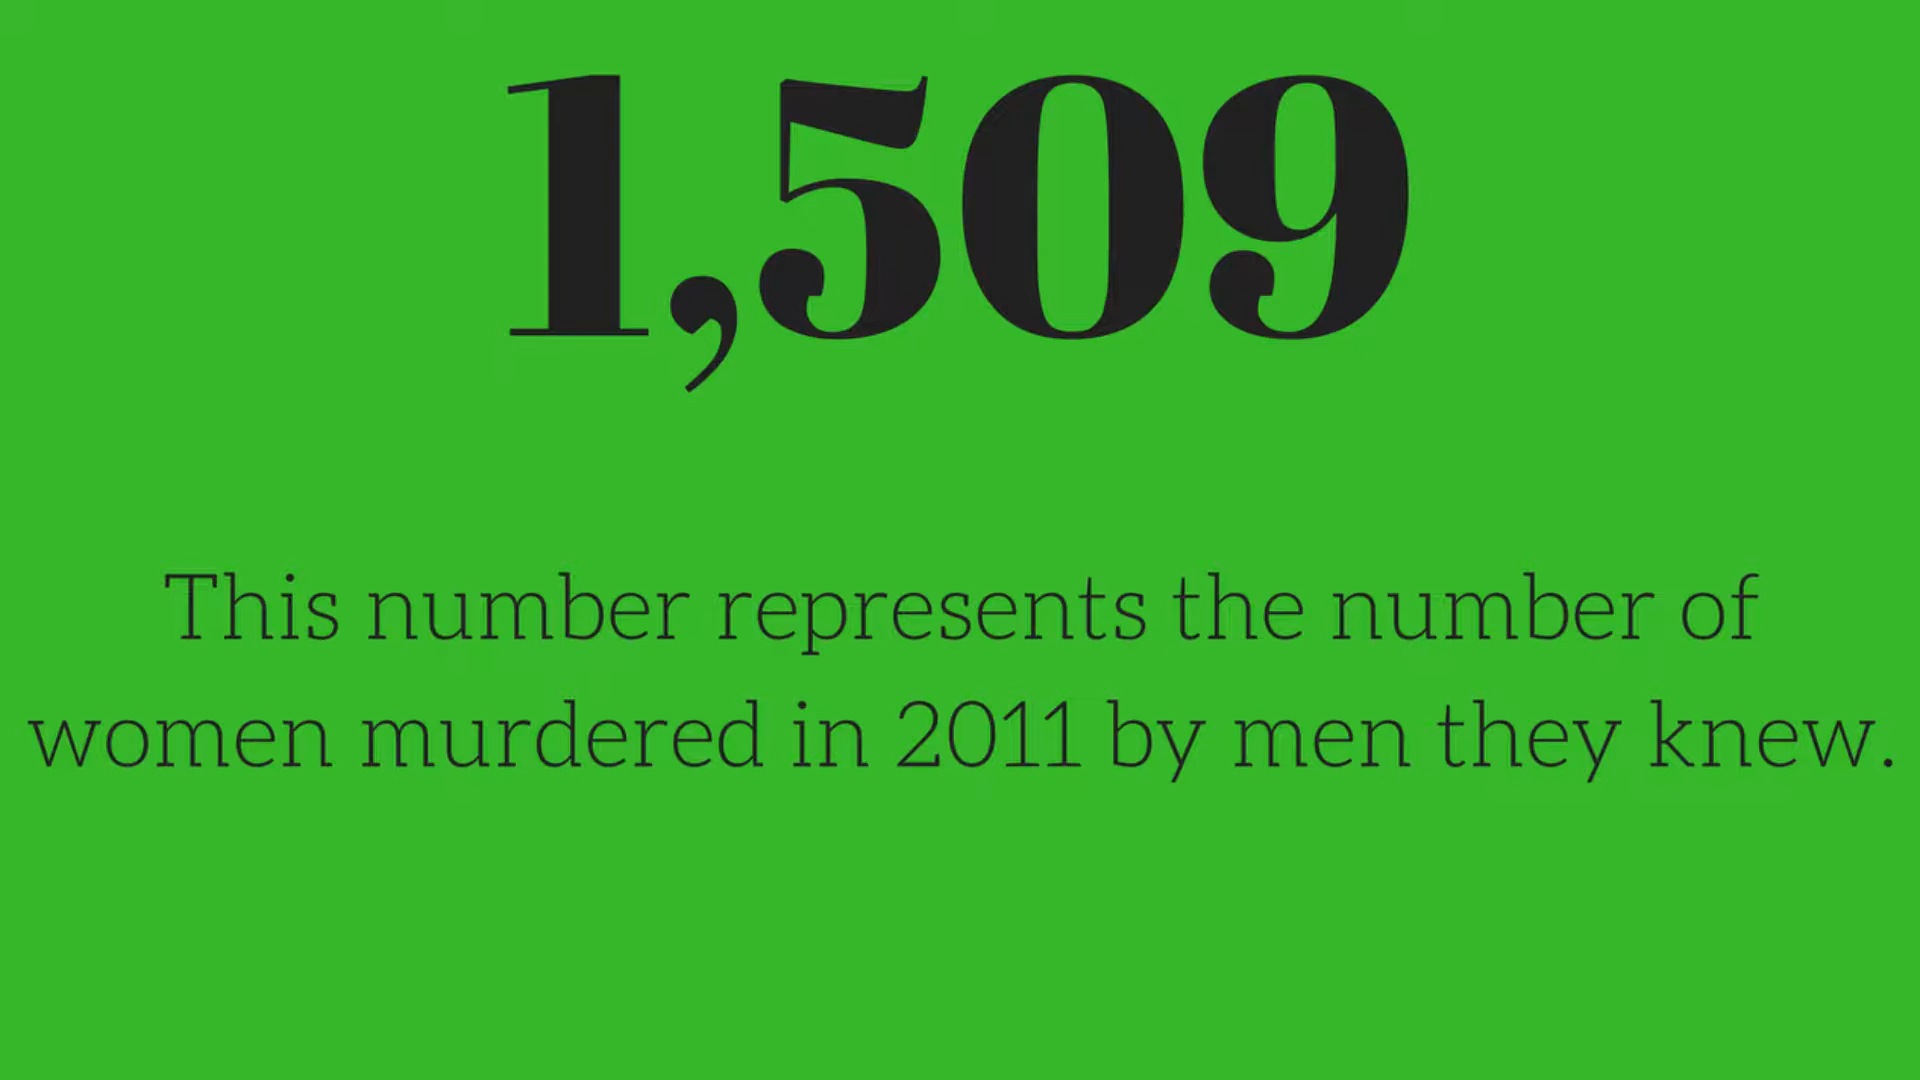 1,509
This number represents the number of
women murdered in 2011 by men they knew.